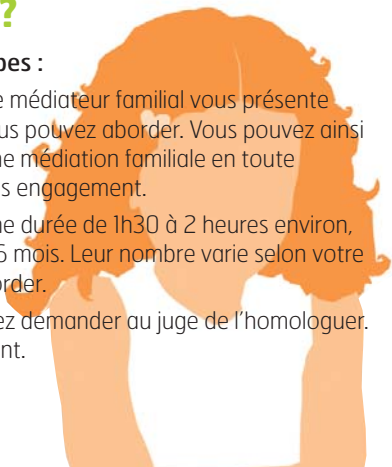 ?
pes :
e médiateur familial vous présente
us pouvez aborder. Vous pouvez ainsi
ne médiation familiale en toute
s engagement.
ne durée de 1h30 à 2 heures environ,
6 mois. Leur nombre varie selon votre
order.
ez demander au juge de l’homologuer.
nt.